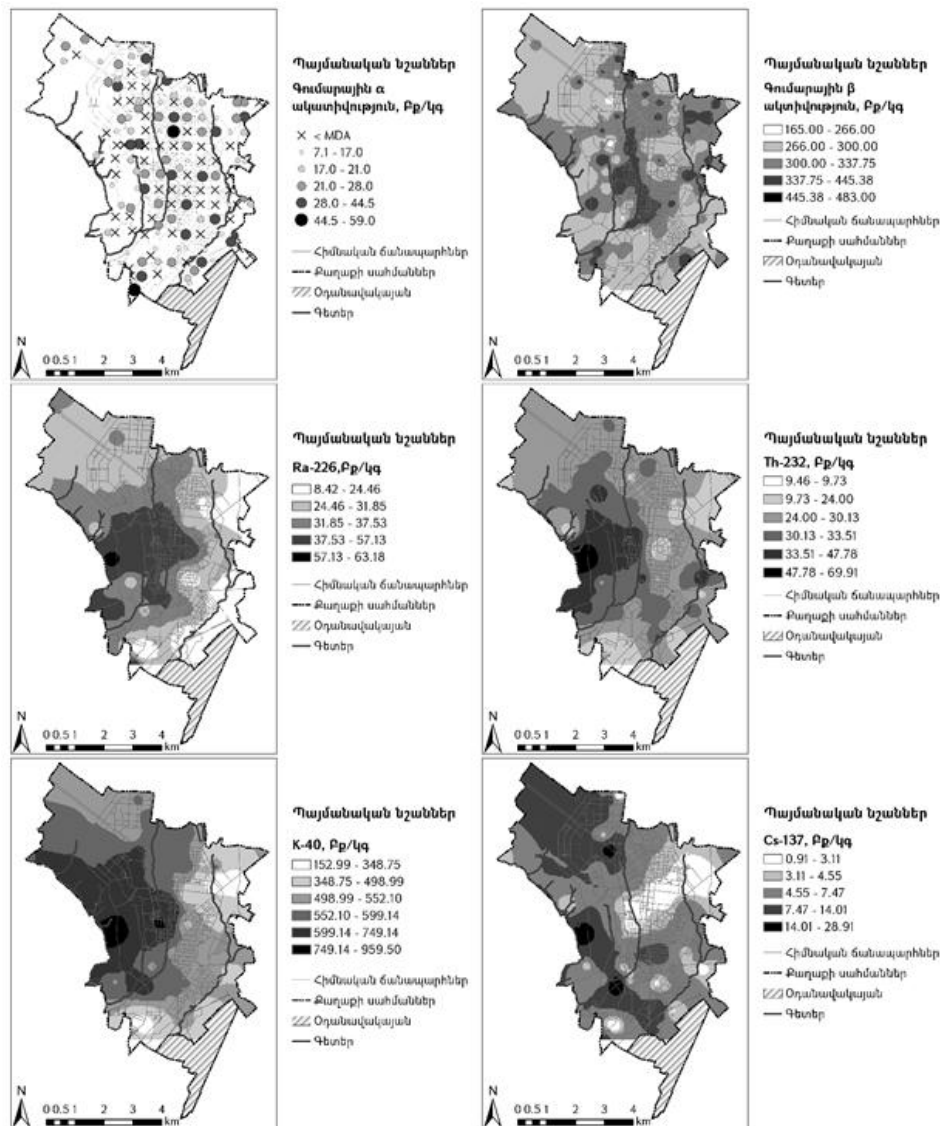 Պայմանական նշաններ
Գումարային α
ակատիվություն, Բք/կգ
< MDA
7.1 - 17.0
17.0 - 21.0
21.0 - 28.0
28.0 - 44.5
44.5 - 59.0
Հիմնական ճանապարհներ
Քաղաքի սահմաններ
Օդանավակայան
Գետեր
N
0 0.5 1 2 3 4
km
Պայմանական նշաններ
Գումարային β
ակտիվություն, Բք/կգ
165.00 - 266.00
266.00 - 300.00
300.00 - 337.75
337.75 - 445.38
445.38 - 483.00
Հիմնական ճանապարհներ
Քաղաքի սահմաններ
Օդանավակայան
Գետեր
N
0 0.5 1 2 3 4
km
Պայմանական նշաններ
Ra-226,Բք/կգ
8.42 - 24.46
24.46 - 31.85
31.85 - 37.53
37.53 - 57.13
57.13 - 63.18
Հիմնական ճանապարհներ
Քաղաքի սահմաններ
Օդանավակայան
Գետեր
N
0 0.5 1 2 3 4
km
Պայմանական նշաններ
Th-232, Բք/կգ
9.46 - 9.73
9.73 - 24.00
24.00 - 30.13
30.13 - 33.51
33.51 - 47.78
47.78 - 69.91
Հիմնական ճանապարհներ
Քաղաքի սահմաններ
Օդանավակայան
Գետեր
N
0 0.5 1 2 3 4
km
Պայմանական նշաններ
K-40, Բք/կգ
152.99 - 348.75
348.75 - 498.99
498.99 - 552.10
552.10 - 599.14
599.14 - 749.14
749.14 - 959.50
Հիմնական ճանապարհներ
Քաղաքի սահմաններ
Օդանավակայան
Գետեր
N
0 0.5 1 2 3 4
km
Պայմանական նշաններ
Cs-137, Բք/կգ
0.91 - 3.11
3.11 - 4.55
4.55 - 7.47
7.47 - 14.01
14.01 - 28.91
Հիմնական ճանապարհներ
Քաղաքի սահմաններ
Օդանավակայան
Գետեր
N
0 0.5 1 2 3 4
km